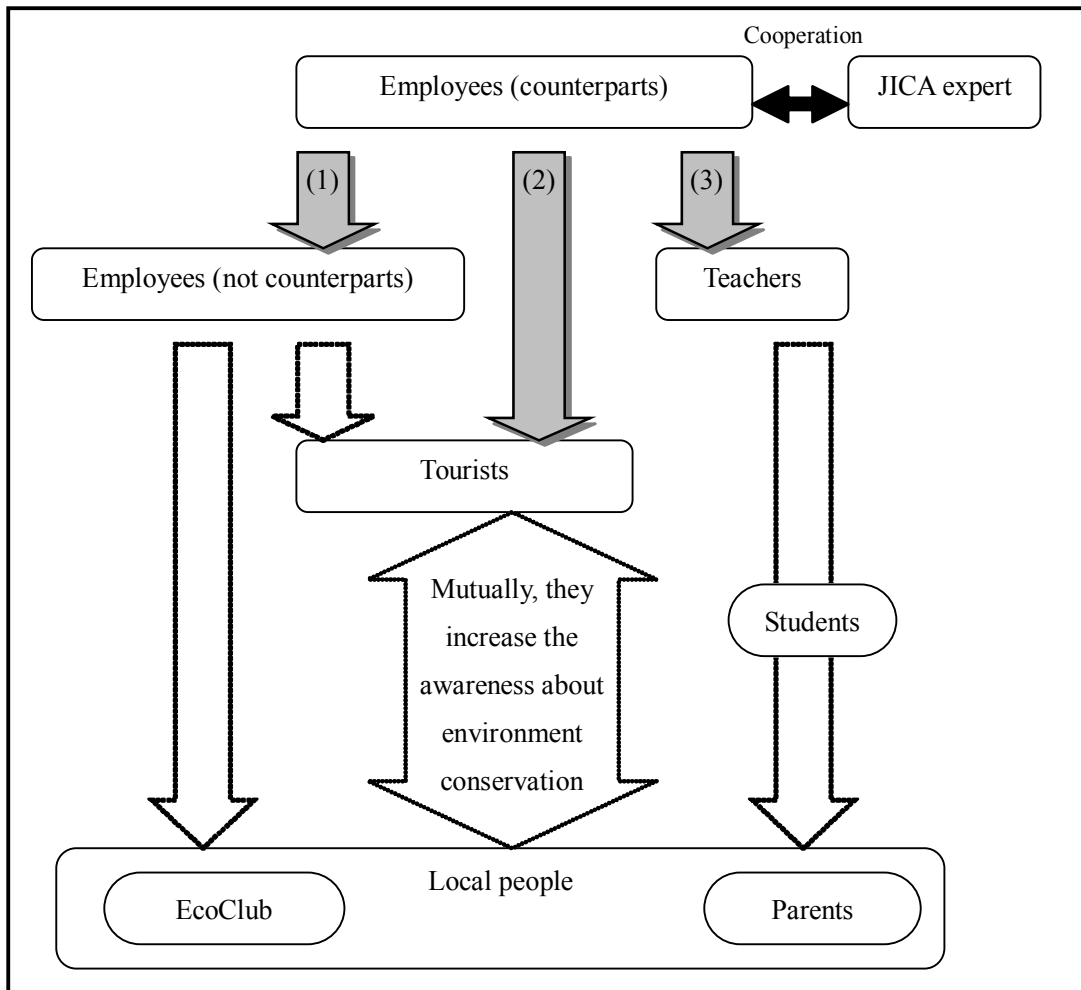 Cooperation
Employees (counterparts)
JICA expert
(1)
(2)
(3)
Employees (not counterparts)
Teachers
Tourists
Mutually, they
increase the
awareness about
environment
conservation
Students
Local people
EcoClub
Parents